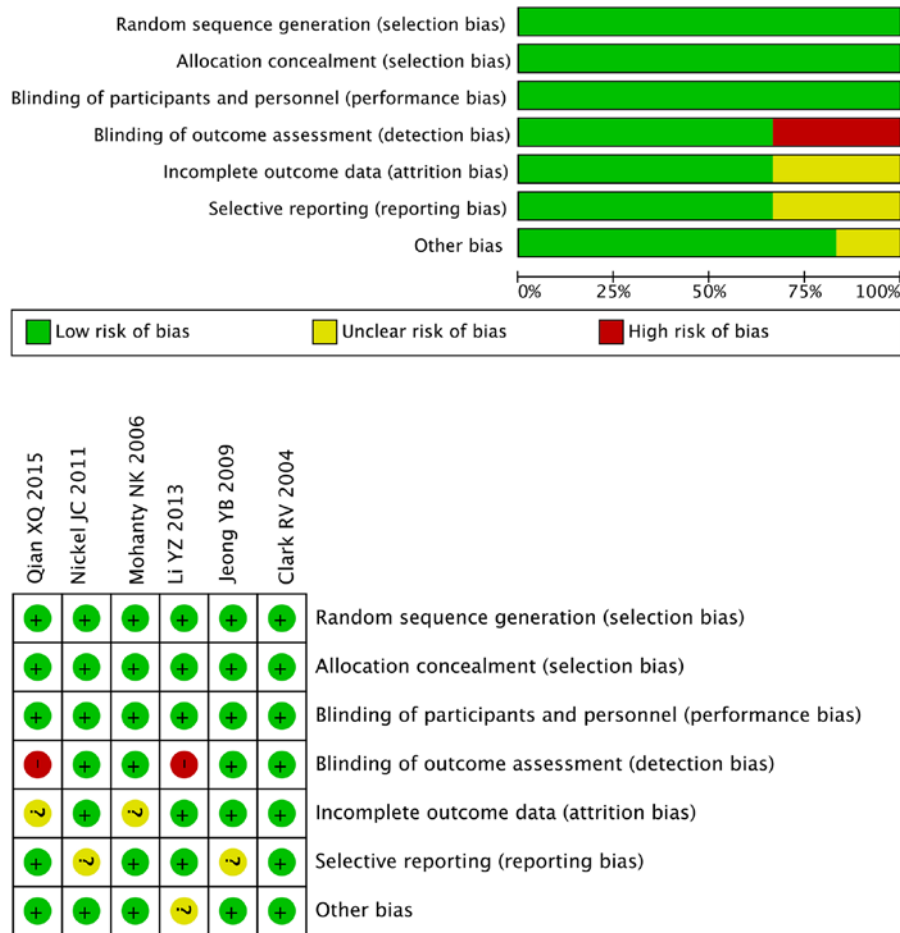 Random sequence generation (selection bias)
Allocation concealment (selection bias)
Blinding of participants and personnel (performance bias)
Blinding of outcome assessment (detection bias)
Incomplete outcome data (attrition bias)
Selective reporting (reporting bias)
Other bias
0% 25% 50% 75% 100%
Low risk of bias Unclear risk of bias High risk of bias
Qian XQ 2015
Nickel JC 2011
Mohanty NK 2006
Li YZ 2013
Jeong YB 2009
Clark RV 2004
+ + + + + + Random sequence generation (selection bias)
+ + + + + + Allocation concealment (selection bias)
+ + + + + + Blinding of participants and personnel (performance bias)
– + + – + + Blinding of outcome assessment (detection bias)
? + ? + + + Incomplete outcome data (attrition bias)
+ ? + + ? + Selective reporting (reporting bias)
+ + + ? + + Other bias